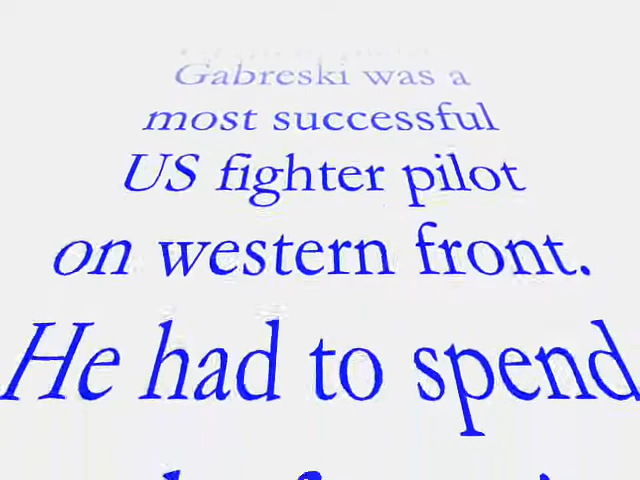 Gabreski was a
most successful
US fighter pilot
on western front.
He had to spend